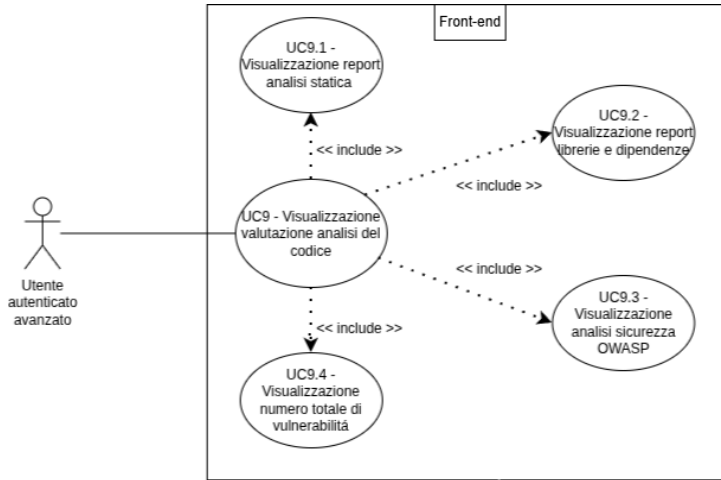 Front-end
UC9.1 -
Visualizzazione report
analisi statica
UC9.2 -
Visualizzazione report
librerie e dipendenze
<< include >>
<< include >>
UC9 - Visualizzazione
valutazione analisi del
codice
Utente
autenticato
avanzato
<< include >>
UC9.3 -
Visualizzazione
analisi sicurezza
OWASP
<< include >>
UC9.4 -
Visualizzazione
numero totale di
vulnerabilitá